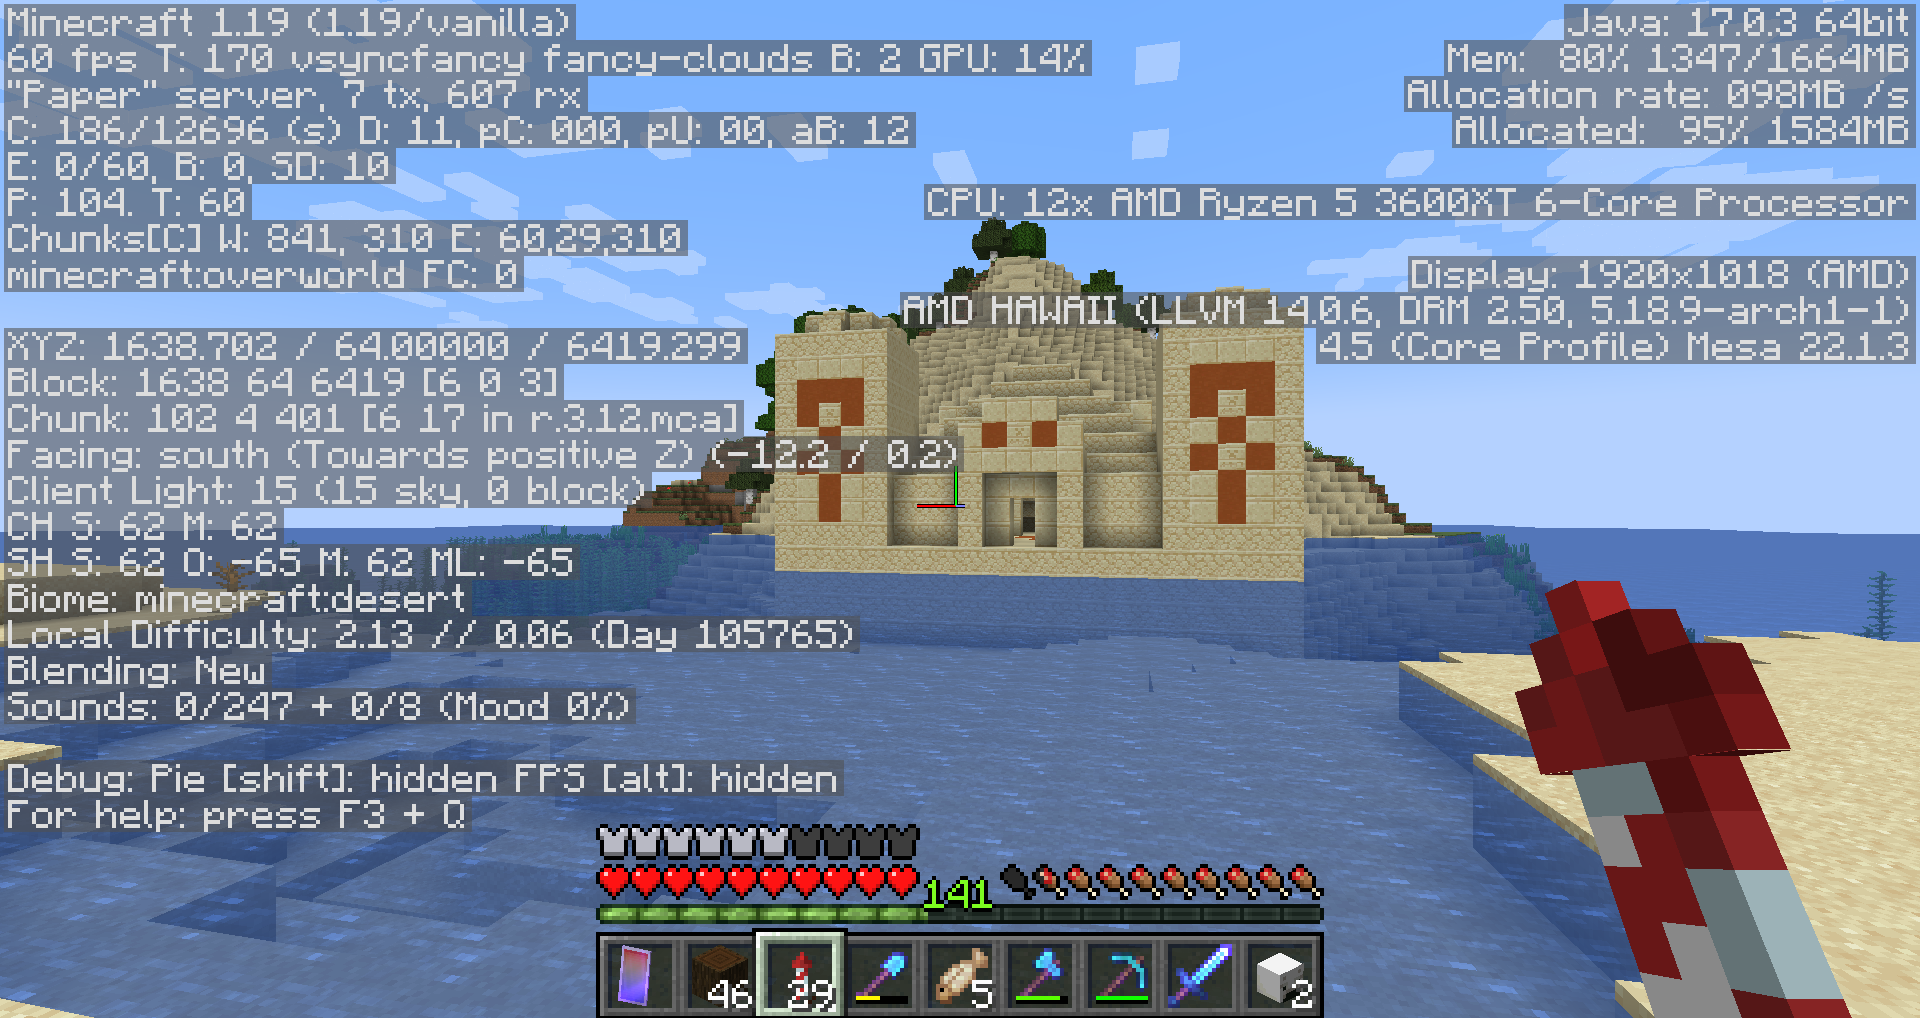 Minecraft 1.19 (1.19/vanilla)
60 fps T: 170 vsyncfancy fancy-clouds B: 2 GPU: 14%
"Paper" server, 7 tx, 607 rx
C: 186/12696 (s) D: 11, pC: 000, pU: 00, aB: 12
E: 0/60, B: 0, SD: 10
P: 104. T: 60
Chunks[C] W: 841, 310 E: 60,29,310
minecraft:overworld FC: 0
XYZ: 1638.702 / 64.00000 / 6419.299
Block: 1638 64 6419 [6 0 3]
Chunk: 102 4 401 [6 17 in r.3.12.mca]
Facing: south (Towards positive Z) (-12.2 / 0.2)
Client Light: 15 (15 sky, 0 block)
CH S: 62 M: 62
SH S: 62 O: -65 M: 62 ML: -65
Biome: minecraft:desert
Local Difficulty: 2.13 // 0.06 (Day 105765)
Blending: New
Sounds: 0/247 + 0/8 (Mood 0%)
Debug: Pie [shift]: hidden FPS [alt]: hidden
For help: press F3 + Q
Java: 17.0.3 64bit
Mem: 80% 1347/1664MB
Allocation rate: 098MB /s
Allocated: 95% 1584MB
CPU: 12x AMD Ryzen 5 3600XT 6-Core Processor
Display: 1920x1018 (AMD)
AMD HAWAII (LLVM 14.0.6, DRM 2.50, 5.18.9-arch1-1)
4.5 (Core Profile) Mesa 22.1.3
141
46
29
5
2